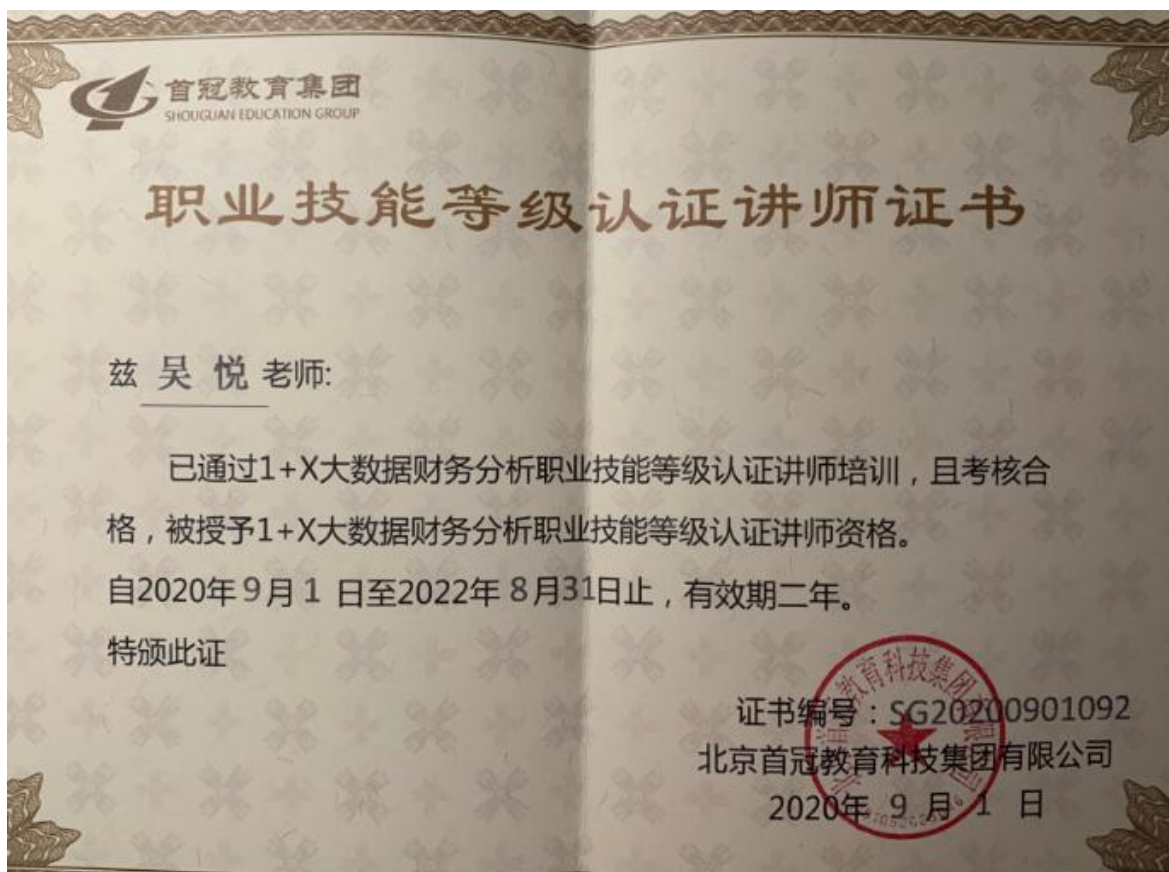 首冠教育集团
SHOUGUAN EDUCATION GROUP
职业技能等级认证讲师证书
兹 吴 悦 老师:
已通过1+X大数据财务分析职业技能等级认证讲师培训，且考核合
格，被授予1+X大数据财务分析职业技能等级认证讲师资格。
自2020年9月1 日至2022年 8月31日止，有效期二年。
特颁此证
证书编号：SG20200901092
北京首冠教育科技集团有限公司
2020年 9 月 1 日